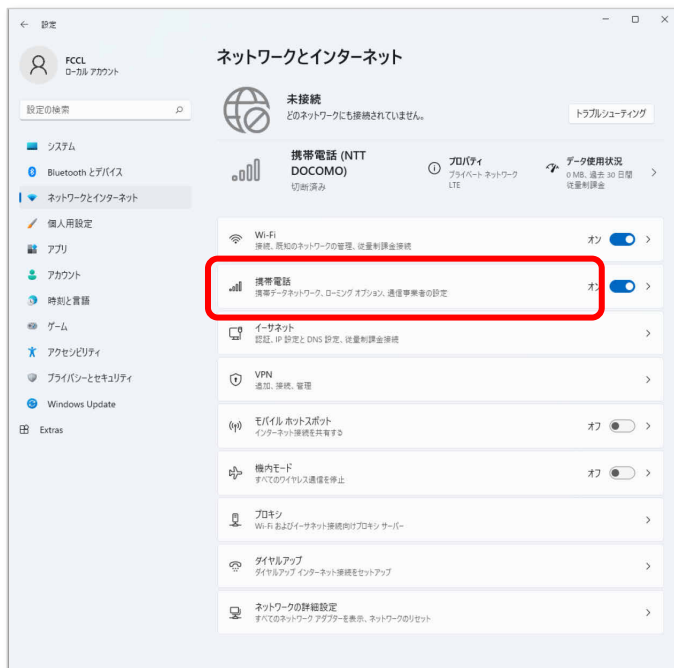 ← 設定
FCCL
ローカル アカウント
設定の検索
システム
Bluetooth とデバイス
ネットワークとインターネット
個人用設定
アプリ
アカウント
時刻と言語
ゲーム
アクセシビリティ
プライバシーとセキュリティ
Windows Update
Extras
ネットワークとインターネット
未接続
どのネットワークにも接続されていません。
トラブルシューティング
携帯電話 (NTT
DOCOMO)
切断済み
プロパティ
プライベート ネットワーク
LTE
データ使用状況
0 MB、過去 30 日間
従量制課金
Wi-Fi
接続、既知のネットワークの管理、従量制課金接続
オン
携帯電話
携帯データネットワーク、ローミング オプション、通信事業者の設定
オン
イーサネット
認証、IP 設定と DNS 設定、従量制課金接続
VPN
追加、接続、管理
モバイル ホットスポット
インターネット接続を共有する
オフ
機内モード
すべてのワイヤレス通信を停止
オフ
プロキシ
Wi-Fi およびイーサネット接続向けプロキシ サーバー
ダイヤルアップ
ダイヤルアップ インターネット接続をセットアップ
ネットワークの詳細設定
すべてのネットワーク アダプターを表示、ネットワークのリセット